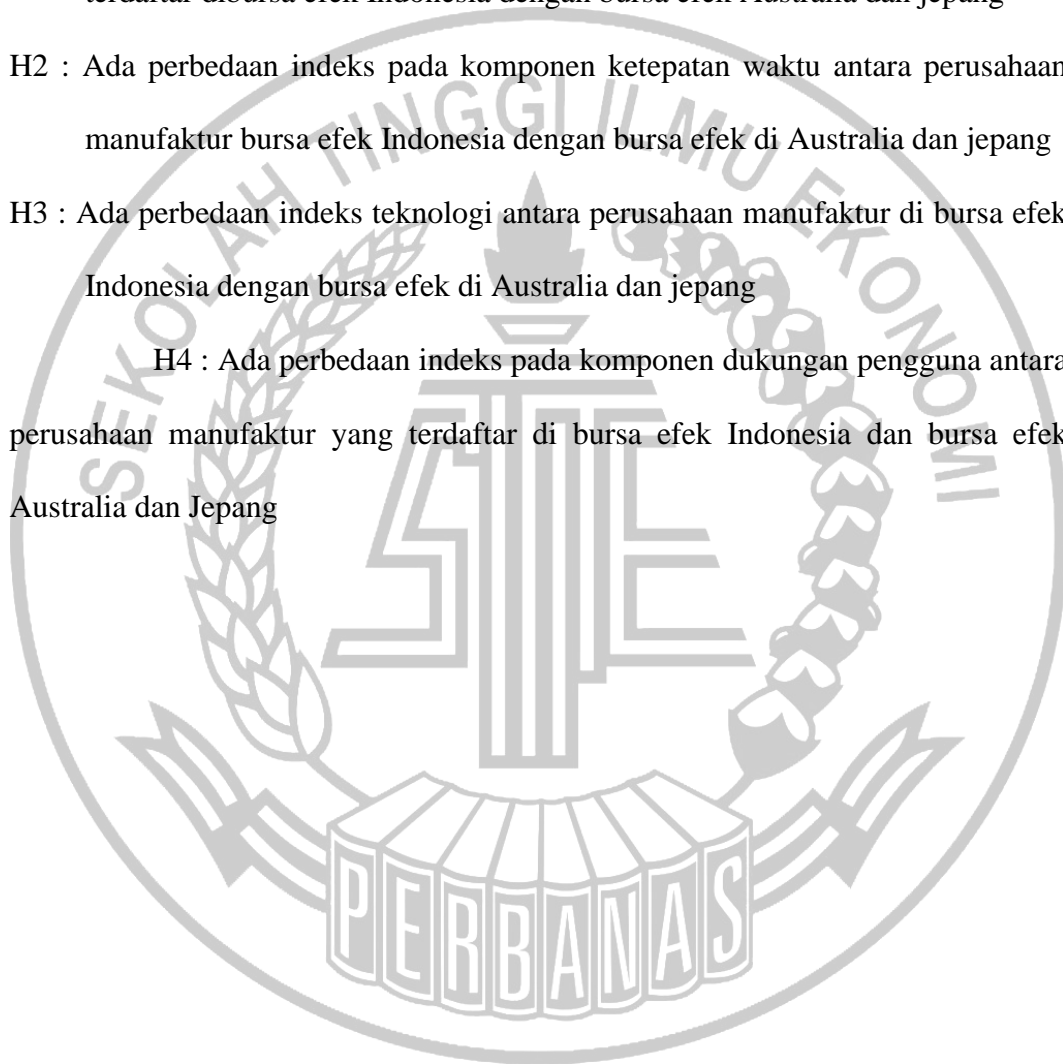 terdaftar dibursa efek Indonesia dengan bursa efek Australia dan jepang
H2 : Ada perbedaan indeks pada komponen ketepatan waktu antara perusahaan
manufaktur bursa efek Indonesia dengan bursa efek di Australia dan jepang
H3 : Ada perbedaan indeks teknologi antara perusahaan manufaktur di bursa efek
Indonesia dengan bursa efek di Australia dan jepang
H4 : Ada perbedaan indeks pada komponen dukungan pengguna antara
perusahaan manufaktur yang terdaftar di bursa efek Indonesia dan bursa efek
Australia dan Jepang
SEKOLAH TINGGI ILMU EKONOMI
PERBANAS